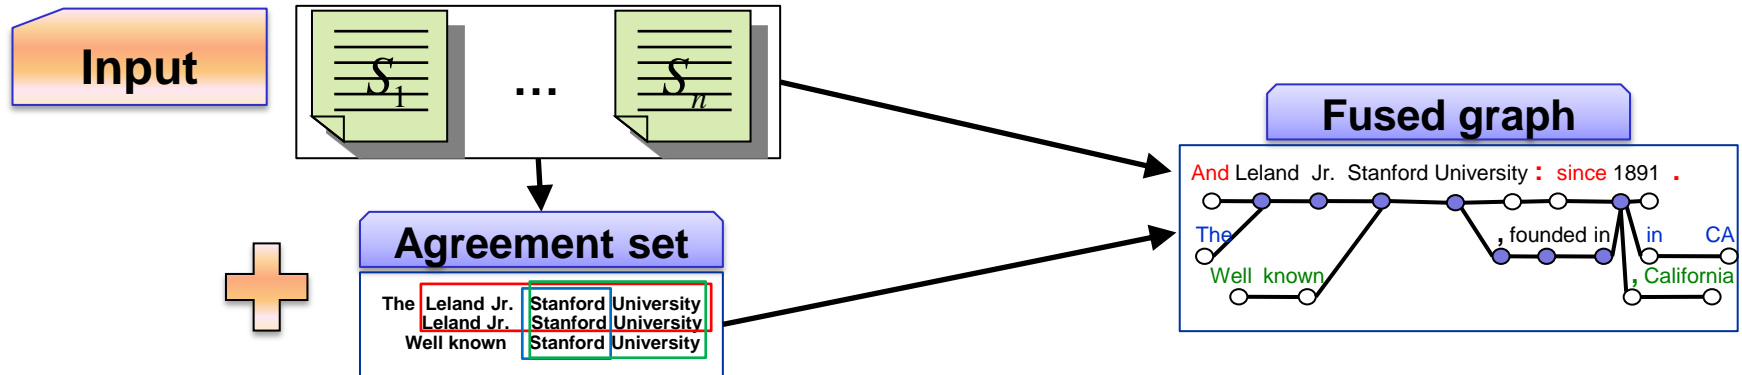 Input
S1 ... Sn
Agreement set
The Leland Jr. Stanford University
Leland Jr. Stanford University
Well known Stanford University
Fused graph
And Leland Jr. Stanford University : since 1891 .
The , founded in in CA
Well known , California